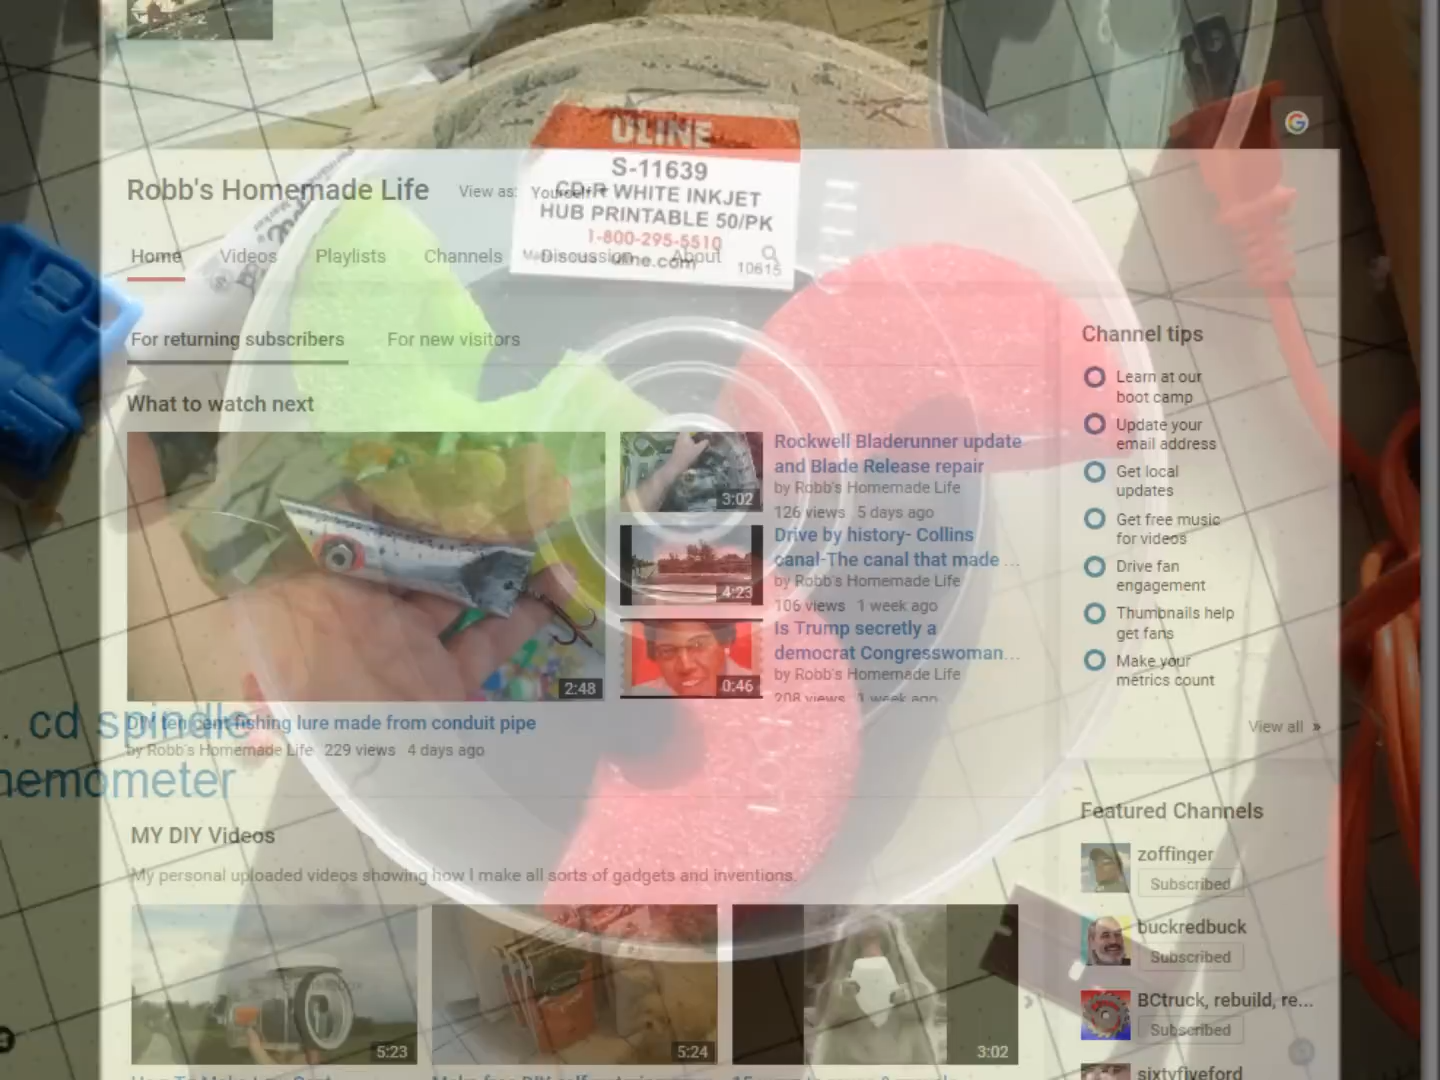 ULINE
S-11639
CD-R WHITE INKJET
HUB PRINTABLE 50/PK
1-800-295-5510
uline.com
10615
Robb's Homemade Life
View as: Yourself
Home Videos Playlists Channels Discussion About
For returning subscribers For new visitors
What to watch next
2:48
DIY ten cent fishing lure made from conduit pipe
by Robb's Homemade Life 229 views 4 days ago
3:02
Rockwell Bladerunner update
and Blade Release repair
by Robb's Homemade Life
126 views 5 days ago
4:23
Drive by history- Collins
canal-The canal that made ...
by Robb's Homemade Life
106 views 1 week ago
0:46
Is Trump secretly a
democrat Congresswoman...
by Robb's Homemade Life
208 views 1 week ago
. cd spindle
nemometer
MY DIY Videos
My personal uploaded videos showing how I make all sorts of gadgets and inventions.
5:23
5:24
3:02
Channel tips
Learn at our
boot camp
Update your
email address
Get local
updates
Get free music
for videos
Drive fan
engagement
Thumbnails help
get fans
Make your
metrics count
View all »
Featured Channels
zoffinger
Subscribed
buckredbuck
Subscribed
BCtruck, rebuild, re...
Subscribed
sixtyfiveford